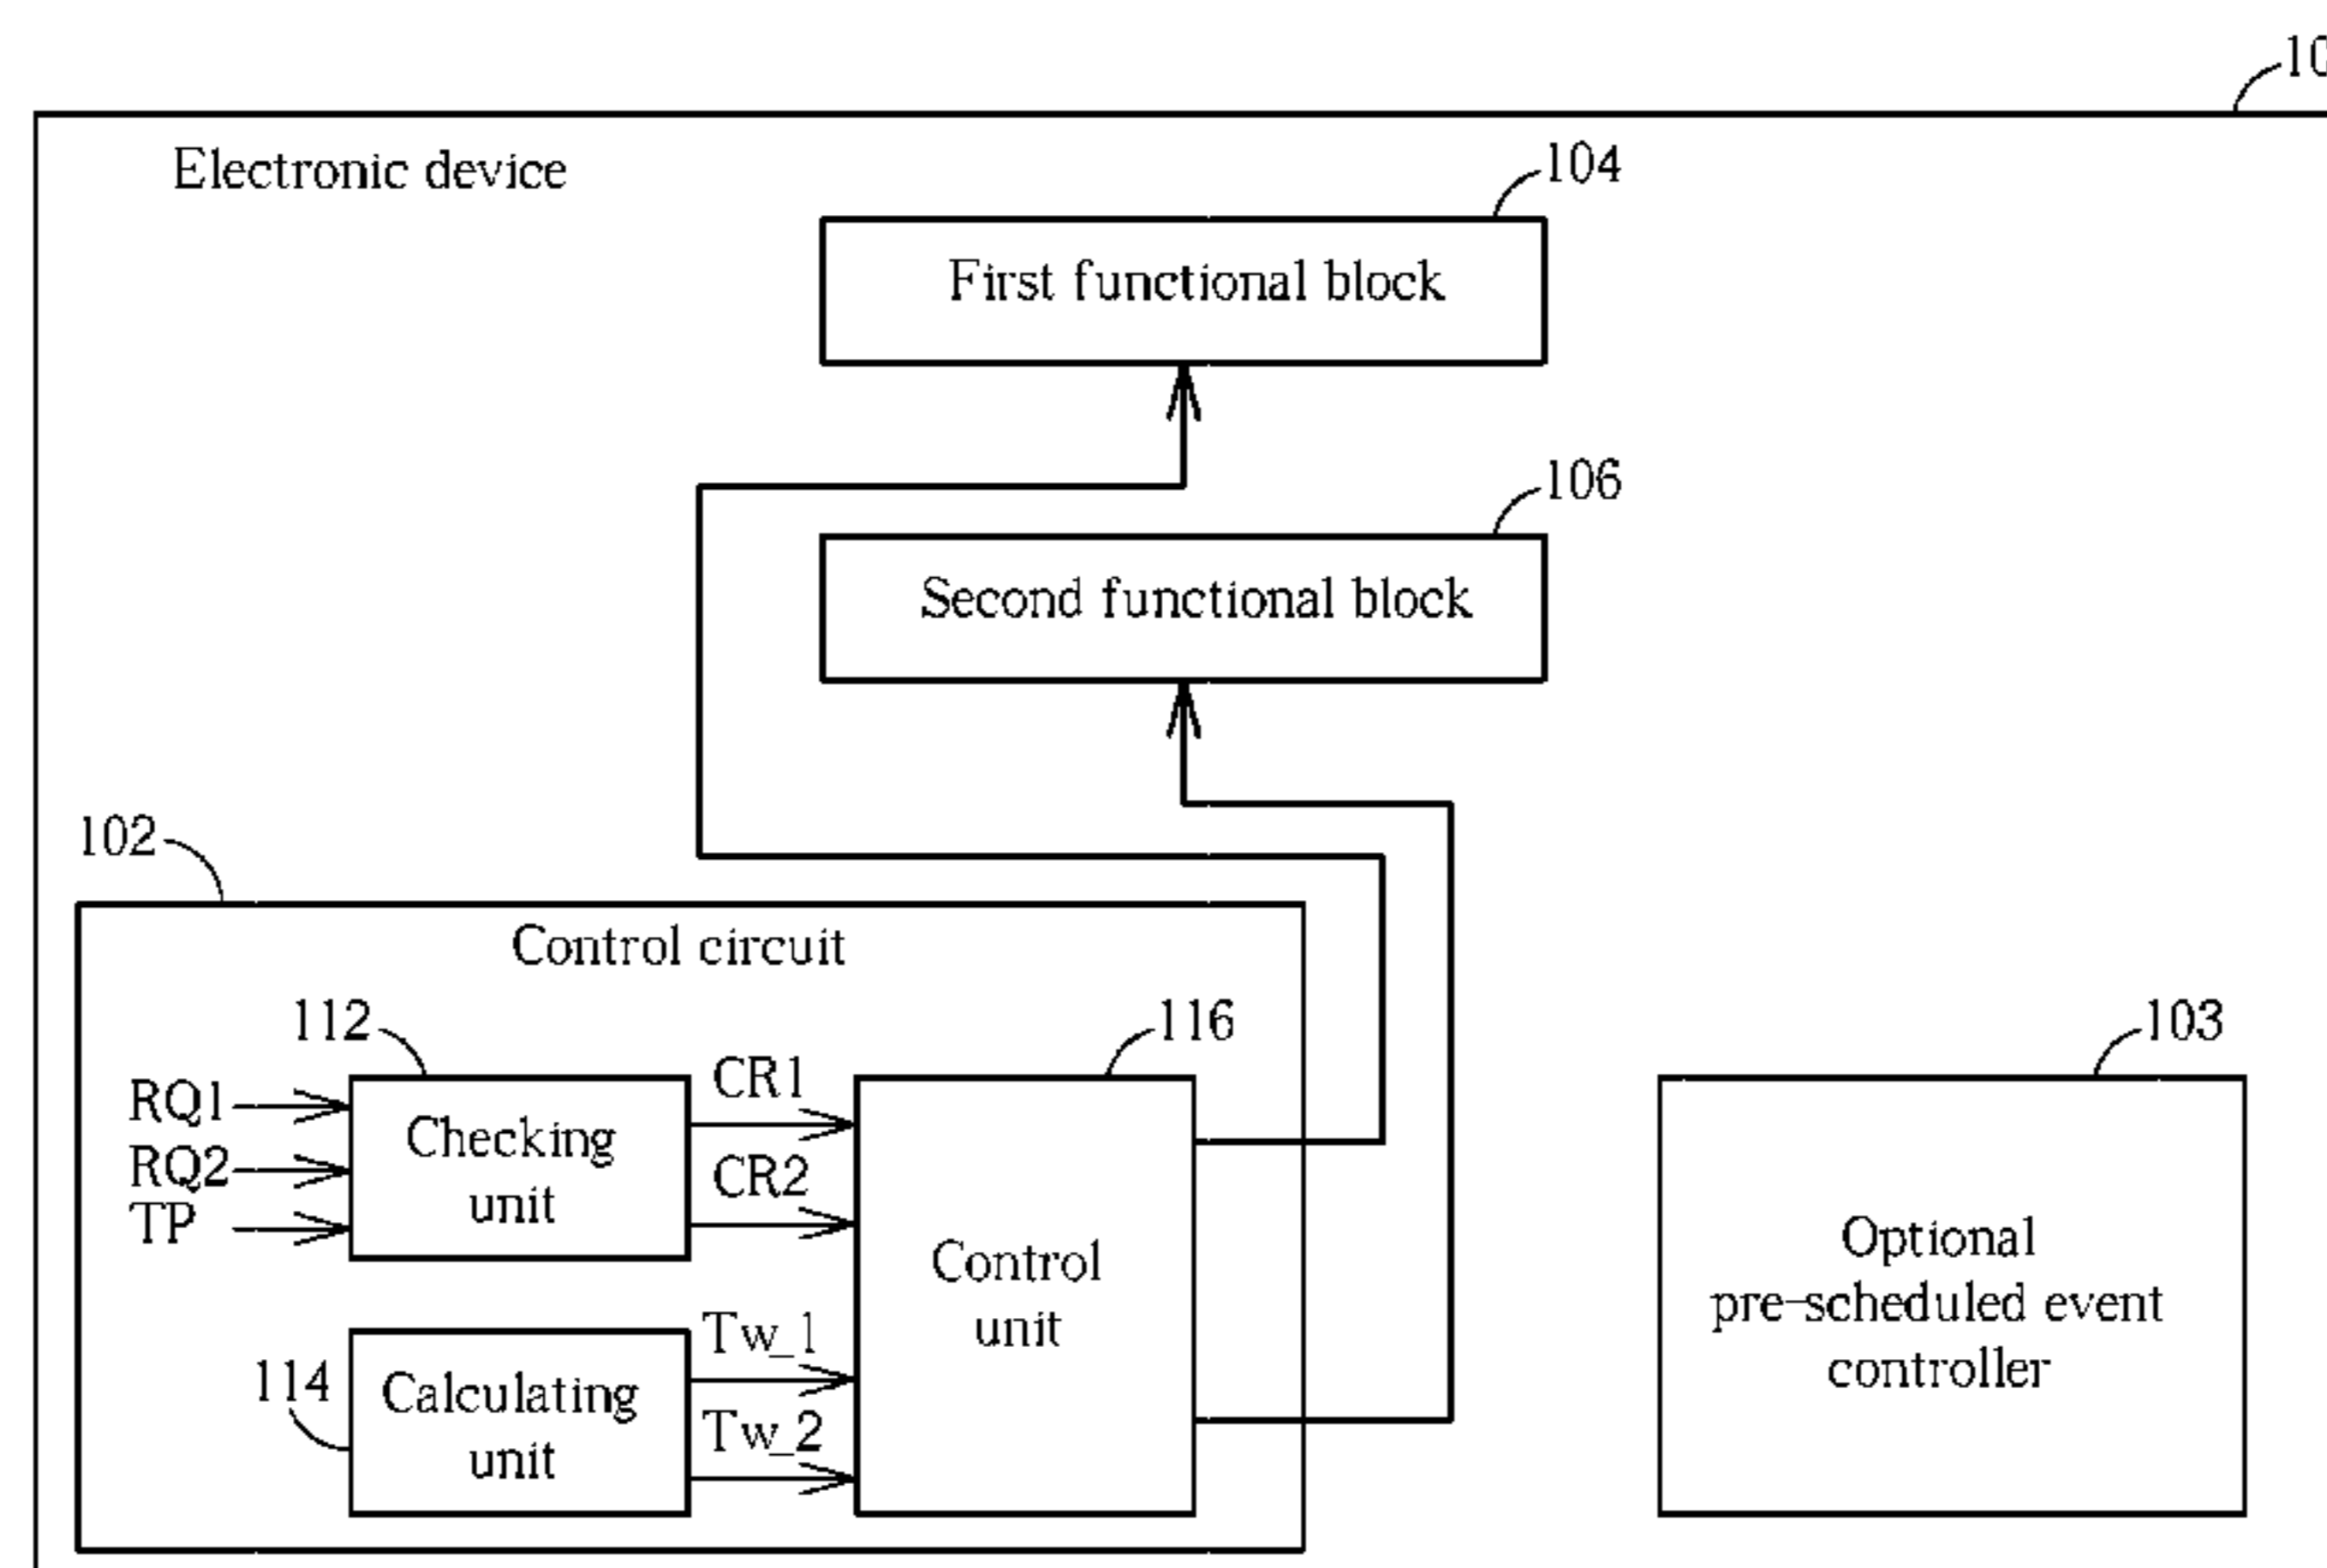 Electronic device
104
First functional block
106
Second functional block
102
Control circuit
112
116
103
RQ1
RQ2
TP
Checking
unit
CR1
CR2
Control
unit
114
Calculating
unit
Tw_1
Tw_2
Optional
pre-scheduled event
controller